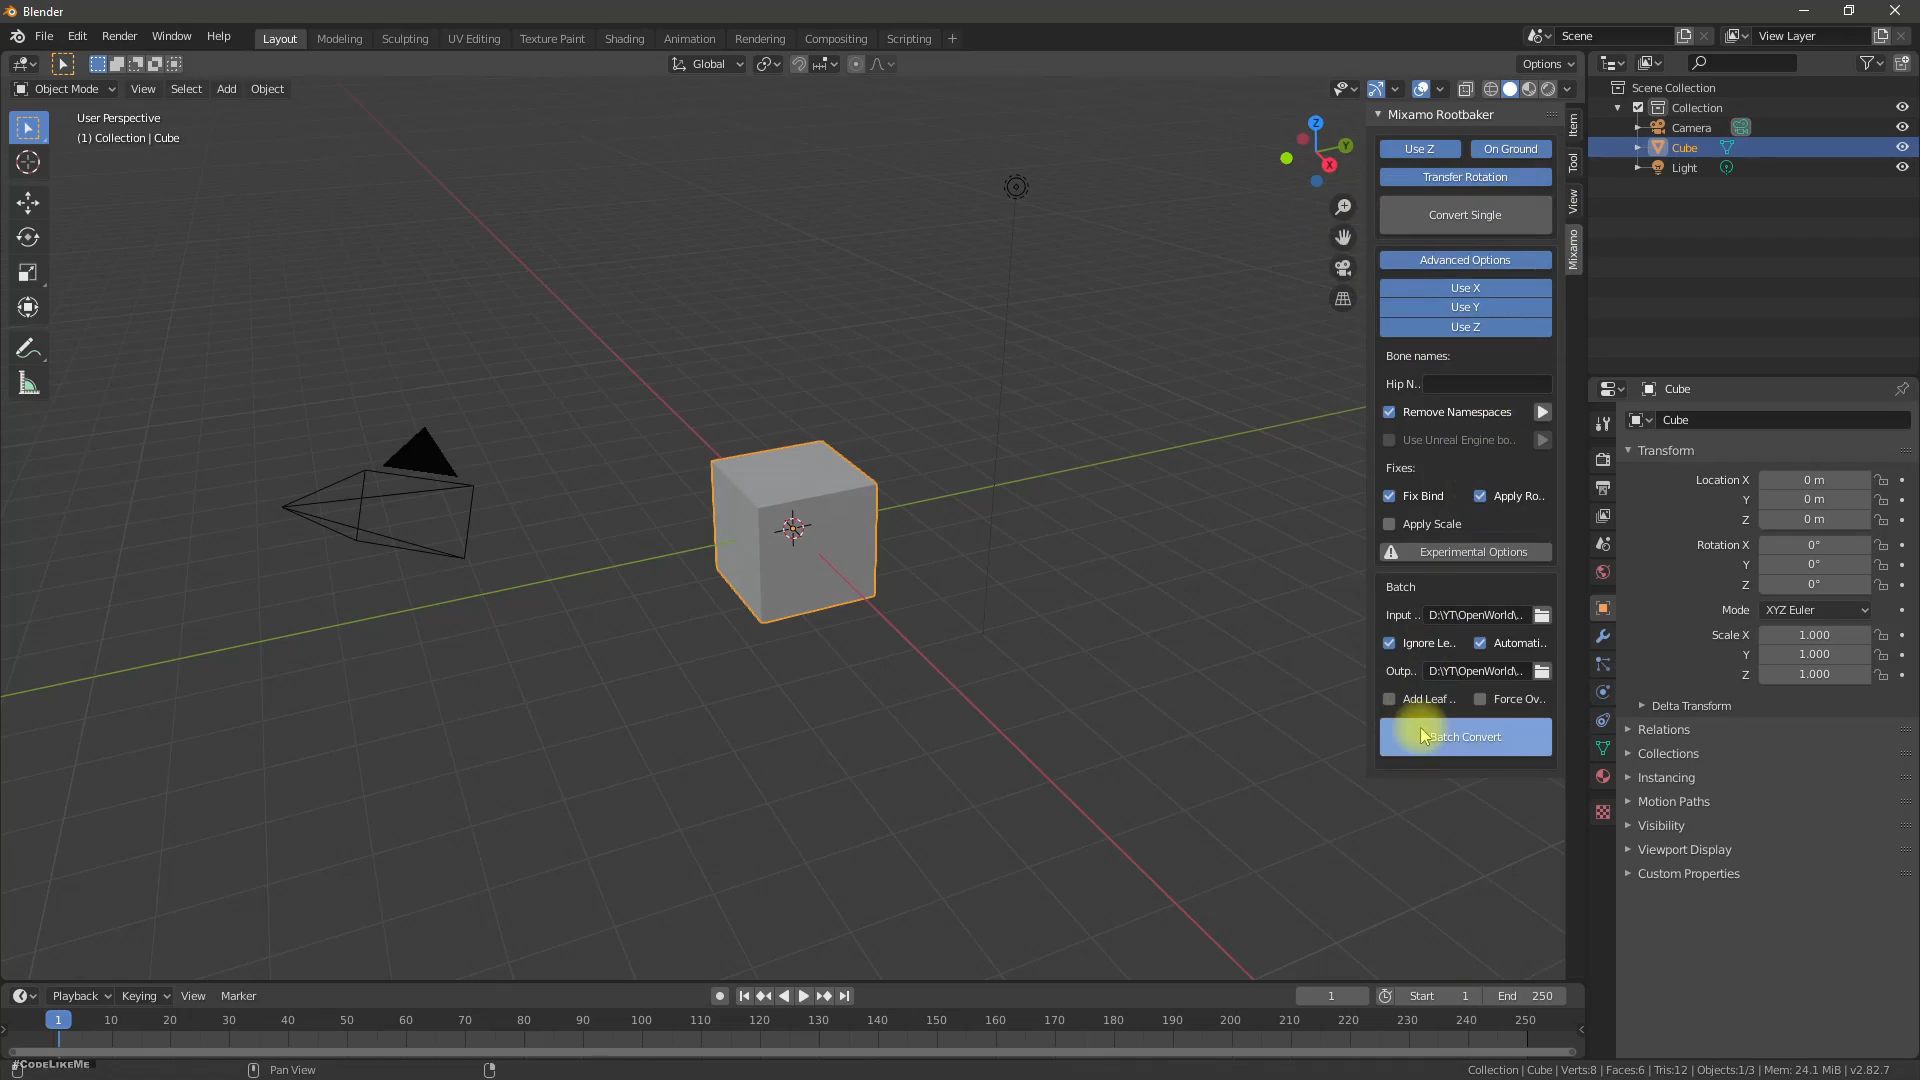 Blender
File Edit Render Window Help
Layout Modeling Sculpting UV Editing Texture Paint Shading Animation Rendering Compositing Scripting +
Scene
View Layer
Global
Options
Object Mode View Select Add Object
User Perspective
(1) Collection | Cube
Z
Y
X
Mixamo Rootbaker
Use Z On Ground
Transfer Rotation
Convert Single
Advanced Options
Use X
Use Y
Use Z
Bone names:
Hip N..
Remove Namespaces
Use Unreal Engine bo..
Fixes:
Fix Bind Apply Ro..
Apply Scale
Experimental Options
Batch
Input .. D:\YT\OpenWorld\..
Ignore Le.. Automati..
Outp.. D:\YT\OpenWorld\..
Add Leaf .. Force Ov..
Batch Convert
Item
Tool
View
Mixamo
Scene Collection
Collection
Camera
Cube
Light
Cube
Cube
Transform
Location X 0 m
Y 0 m
Z 0 m
Rotation X 0°
Y 0°
Z 0°
Mode XYZ Euler
Scale X 1.000
Y 1.000
Z 1.000
Delta Transform
Relations
Collections
Instancing
Motion Paths
Visibility
Viewport Display
Custom Properties
Playback Keying View Marker
1 Start 1 End 250
1 10 20 30 40 50 60 70 80 90 100 110 120 130 140 150 160 170 180 190 200 210 220 230 240 250
#CodeLikeMe
Pan View
Collection | Cube | Verts:8 | Faces:6 | Tris:12 | Objects:1/3 | Mem: 24.1 MiB | v2.82.7